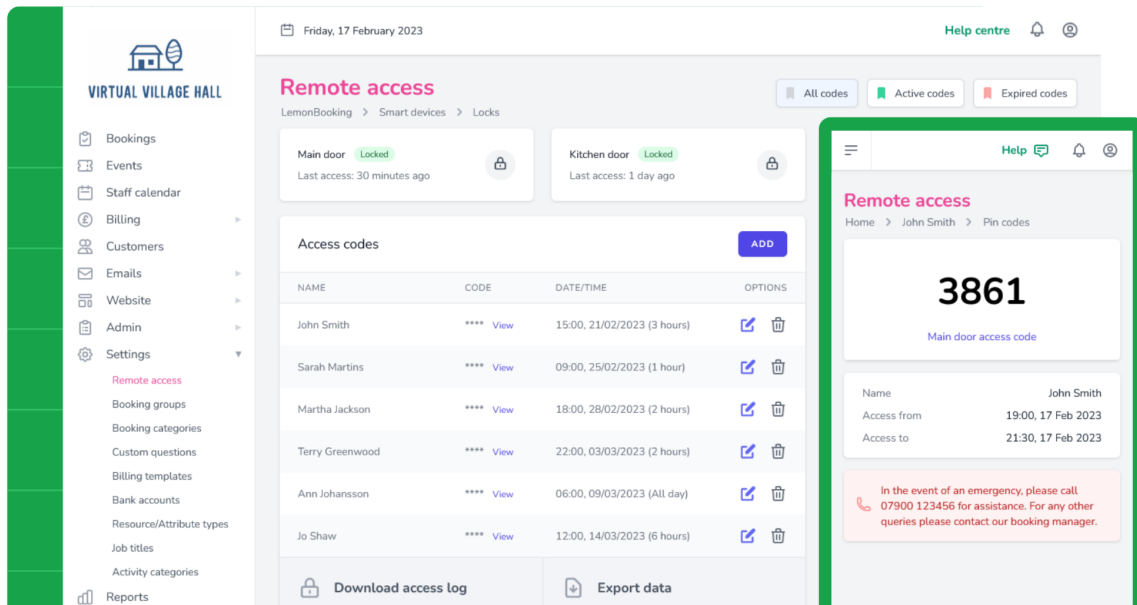 Friday, 17 February 2023
Help centre
VIRTUAL VILLAGE HALL
Bookings
Events
Staff calendar
Billing
Customers
Emails
Website
Admin
Settings
Remote access
Booking groups
Booking categories
Custom questions
Billing templates
Bank accounts
Resource/Attribute types
Job titles
Activity categories
Reports
Remote access
LemonBooking > Smart devices > Locks
All codes
Active codes
Expired codes
Main door Locked
Last access: 30 minutes ago
Kitchen door Locked
Last access: 1 day ago
Access codes
ADD
NAME CODE DATE/TIME OPTIONS
John Smith **** View 15:00, 21/02/2023 (3 hours)
Sarah Martins **** View 09:00, 25/02/2023 (1 hour)
Martha Jackson **** View 18:00, 28/02/2023 (2 hours)
Terry Greenwood **** View 22:00, 03/03/2023 (2 hours)
Ann Johansson **** View 06:00, 09/03/2023 (All day)
Jo Shaw **** View 12:00, 14/03/2023 (6 hours)
Download access log
Export data
Help
Remote access
Home > John Smith > Pin codes
3861
Main door access code
Name John Smith
Access from 19:00, 17 Feb 2023
Access to 21:30, 17 Feb 2023
In the event of an emergency, please call
07900 123456 for assistance. For any other
queries please contact our booking manager.